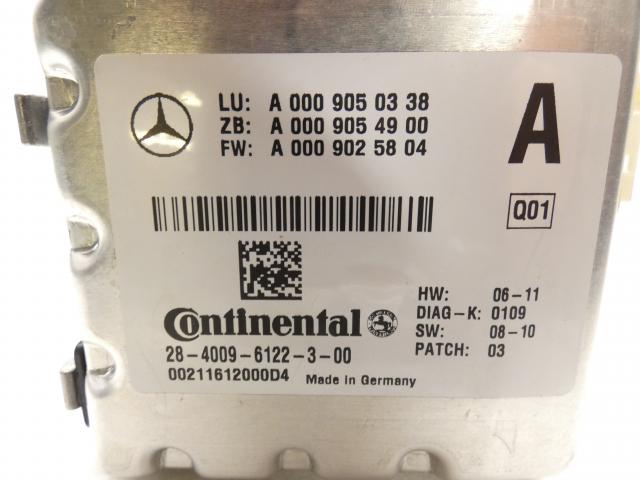 LU: A 000 905 03 38
ZB: A 000 905 49 00
FW: A 000 902 58 04
A
Q01
Continental
28-4009-6122-3-00
00211612000D4 Made in Germany
HW: 06-11
DIAG-K: 0109
SW: 08-10
PATCH: 03